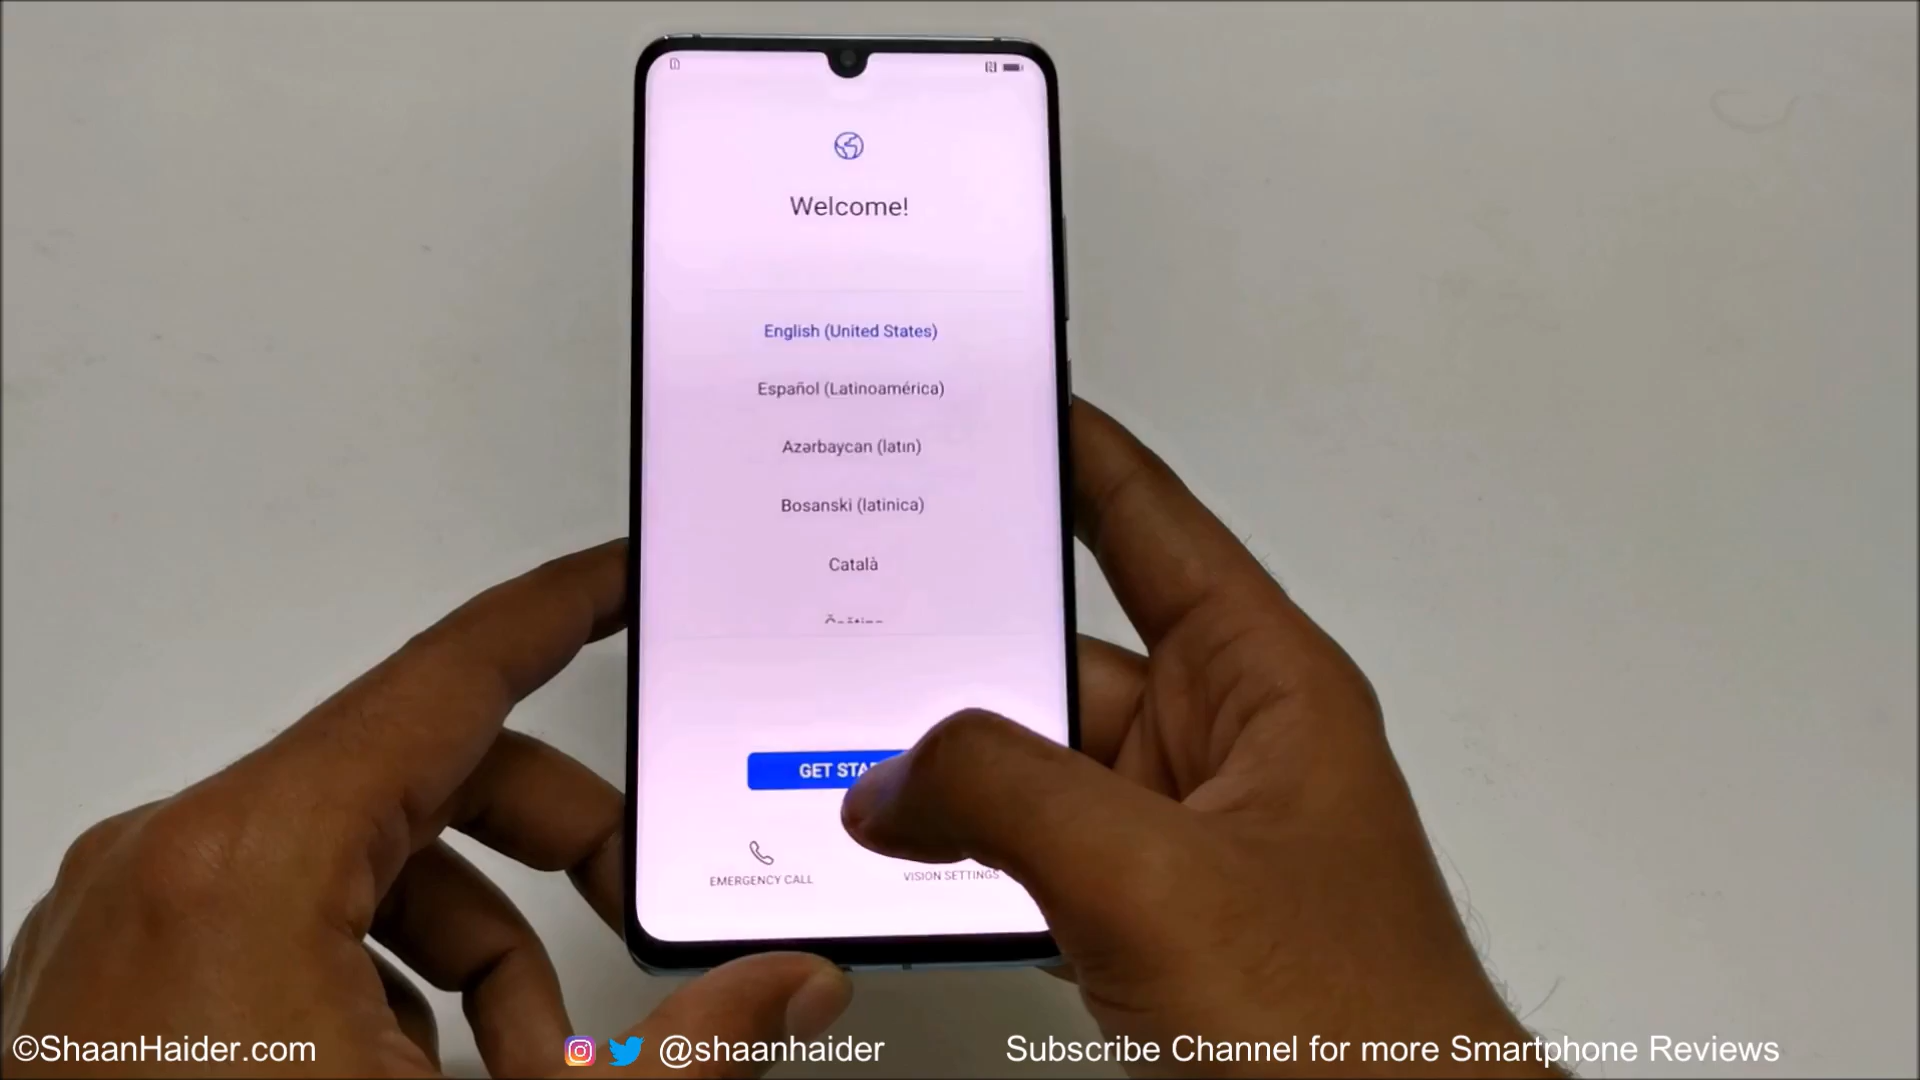 Welcome!
English (United States)
Español (Latinoamérica)
Azərbaycan (latın)
Bosanski (latinica)
Català
GET
EMERGENCY CALL
VISION SETTINGS
©ShaanHaider.com
@shaanhaider
Subscribe Channel for more Smartphone Reviews